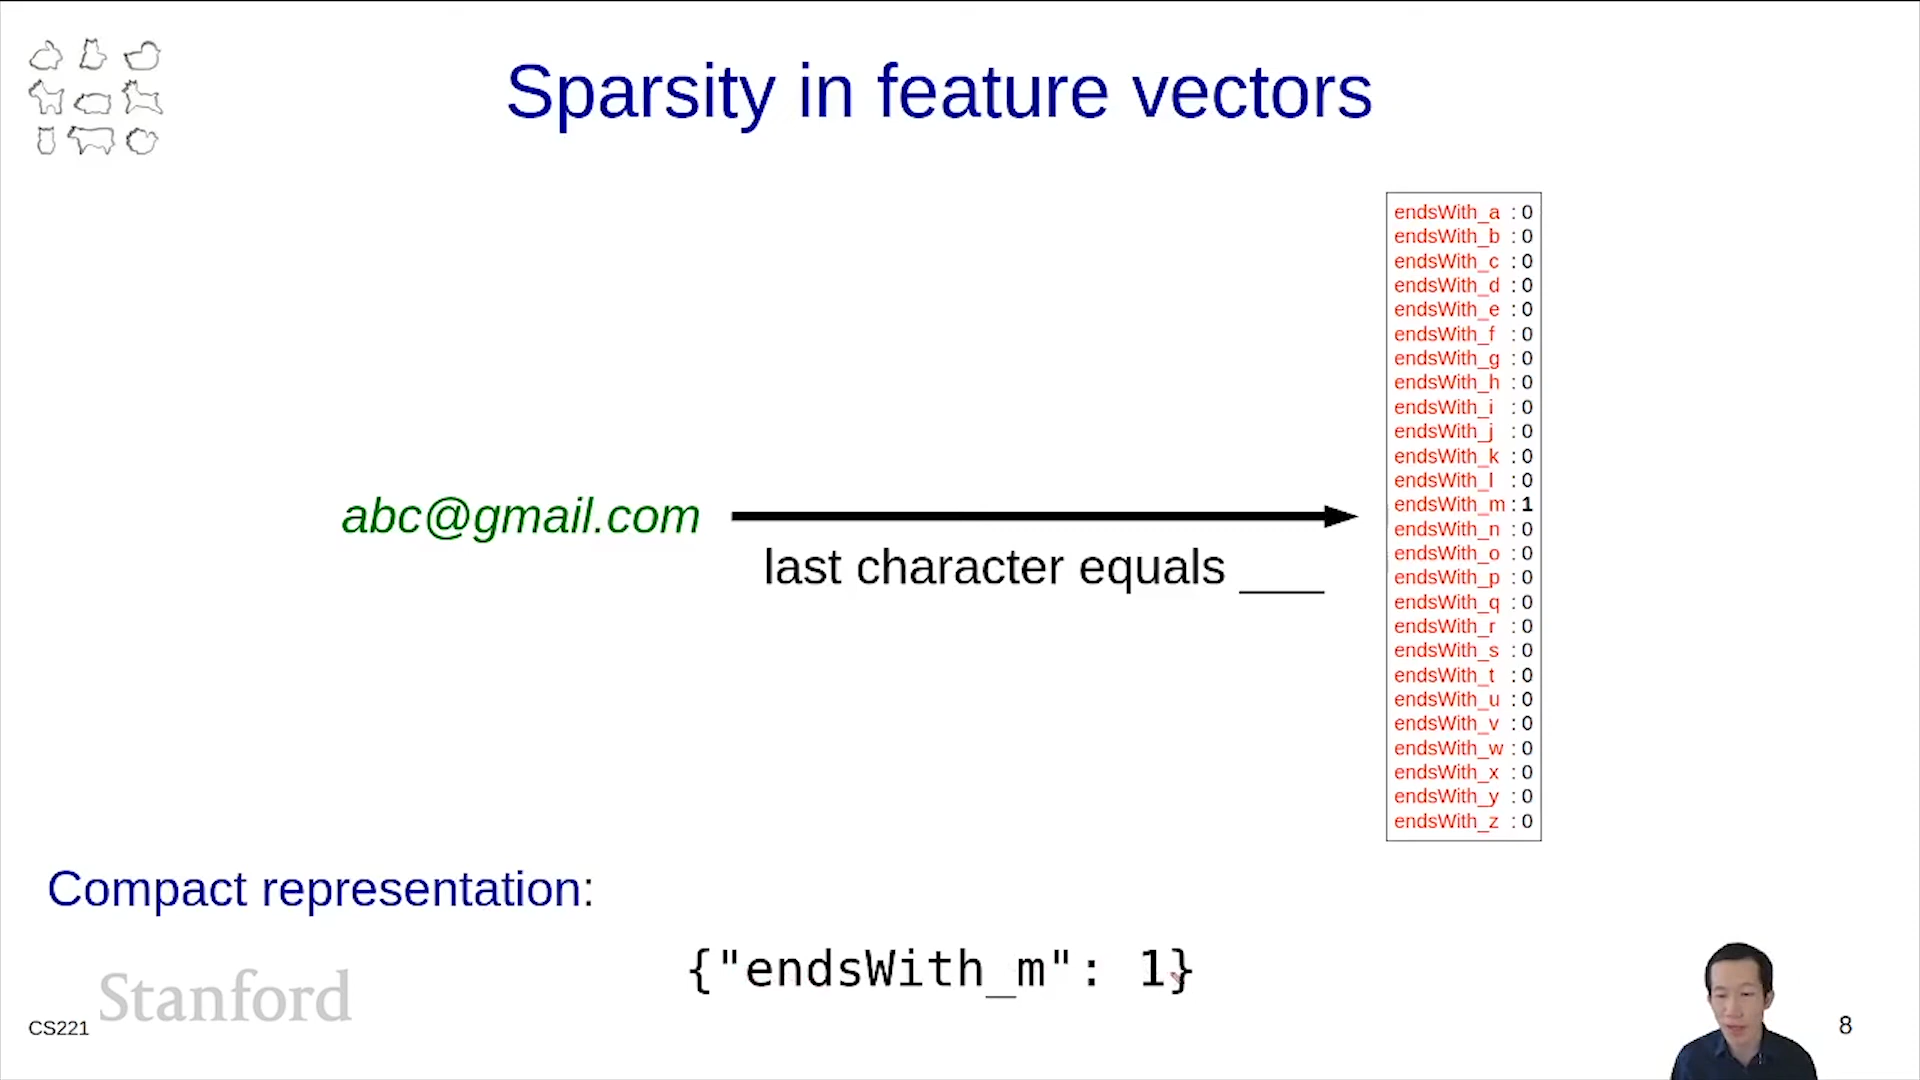 Sparsity in feature vectors
endsWith_a : 0
endsWith_b : 0
endsWith_c : 0
endsWith_d : 0
endsWith_e : 0
endsWith_f : 0
endsWith_g : 0
endsWith_h : 0
endsWith_i : 0
endsWith_j : 0
endsWith_k : 0
endsWith_l : 0
endsWith_m : 1
endsWith_n : 0
endsWith_o : 0
endsWith_p : 0
endsWith_q : 0
endsWith_r : 0
endsWith_s : 0
endsWith_t : 0
endsWith_u : 0
endsWith_v : 0
endsWith_w : 0
endsWith_x : 0
endsWith_y : 0
endsWith_z : 0
abc@gmail.com
last character equals ___
Compact representation:
{"endsWith_m": 1}
Stanford
CS221
8